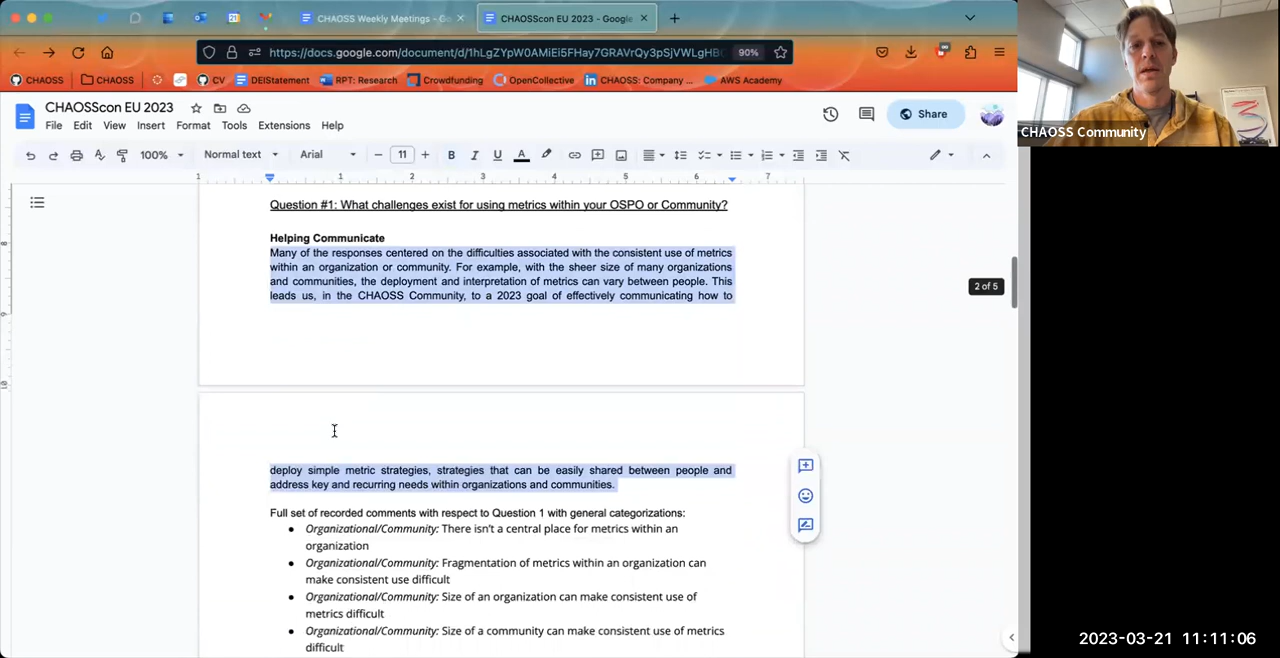 CHAOSS Weekly Meetings - Go
CHAOSScon EU 2023 - Google
https://docs.google.com/document/d/1hLgZYpW0AMiEi5FHay7GRAVrQy3pSjVWLgHBC
90%
CHAOSS
CHAOSS
CV
DEIStatement
RPT: Research
Crowdfunding
OpenCollective
CHAOSS: Company ...
AWS Academy
CHAOSScon EU 2023
File Edit View Insert Format Tools Extensions Help
Share
CHAOSS Community
100% Normal text Arial 11
1 1 2 3 4 5 6 7
Question #1: What challenges exist for using metrics within your OSPO or Community?
Helping Communicate
Many of the responses centered on the difficulties associated with the consistent use of metrics
within an organization or community. For example, with the sheer size of many organizations
and communities, the deployment and interpretation of metrics can vary between people. This
leads us, in the CHAOSS Community, to a 2023 goal of effectively communicating how to
2 of 5
deploy simple metric strategies, strategies that can be easily shared between people and
address key and recurring needs within organizations and communities.
Full set of recorded comments with respect to Question 1 with general categorizations:
● Organizational/Community: There isn't a central place for metrics within an
organization
● Organizational/Community: Fragmentation of metrics within an organization can
make consistent use difficult
● Organizational/Community: Size of an organization can make consistent use of
metrics difficult
● Organizational/Community: Size of a community can make consistent use of metrics
difficult
2023-03-21 11:11:06